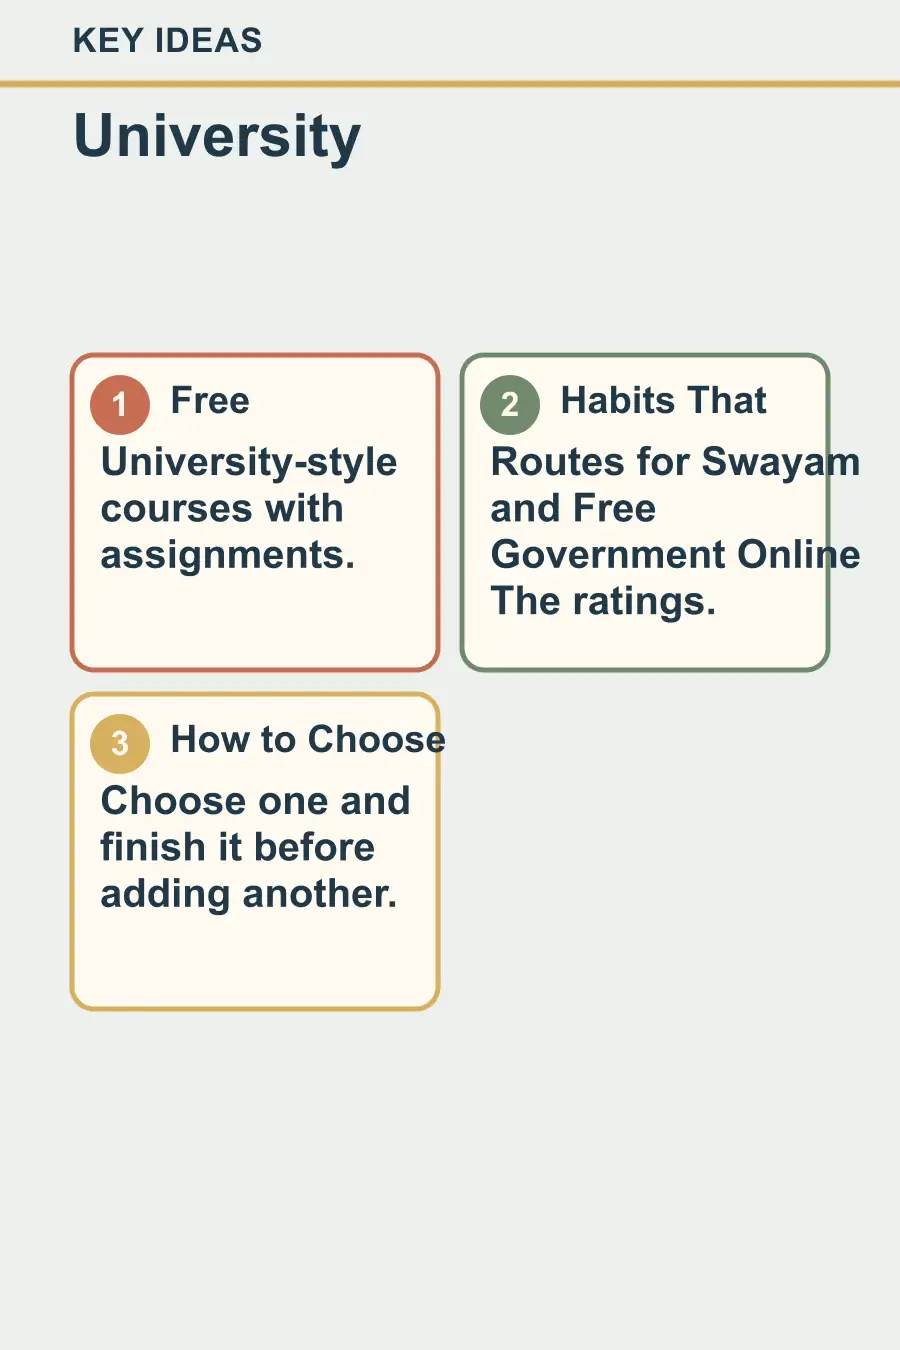 KEY IDEAS
University
1 Free
University-style
courses with
assignments.
2 Habits That
Routes for Swayam
and Free
Government Online
The ratings.
3 How to Choose
Choose one and
finish it before
adding another.